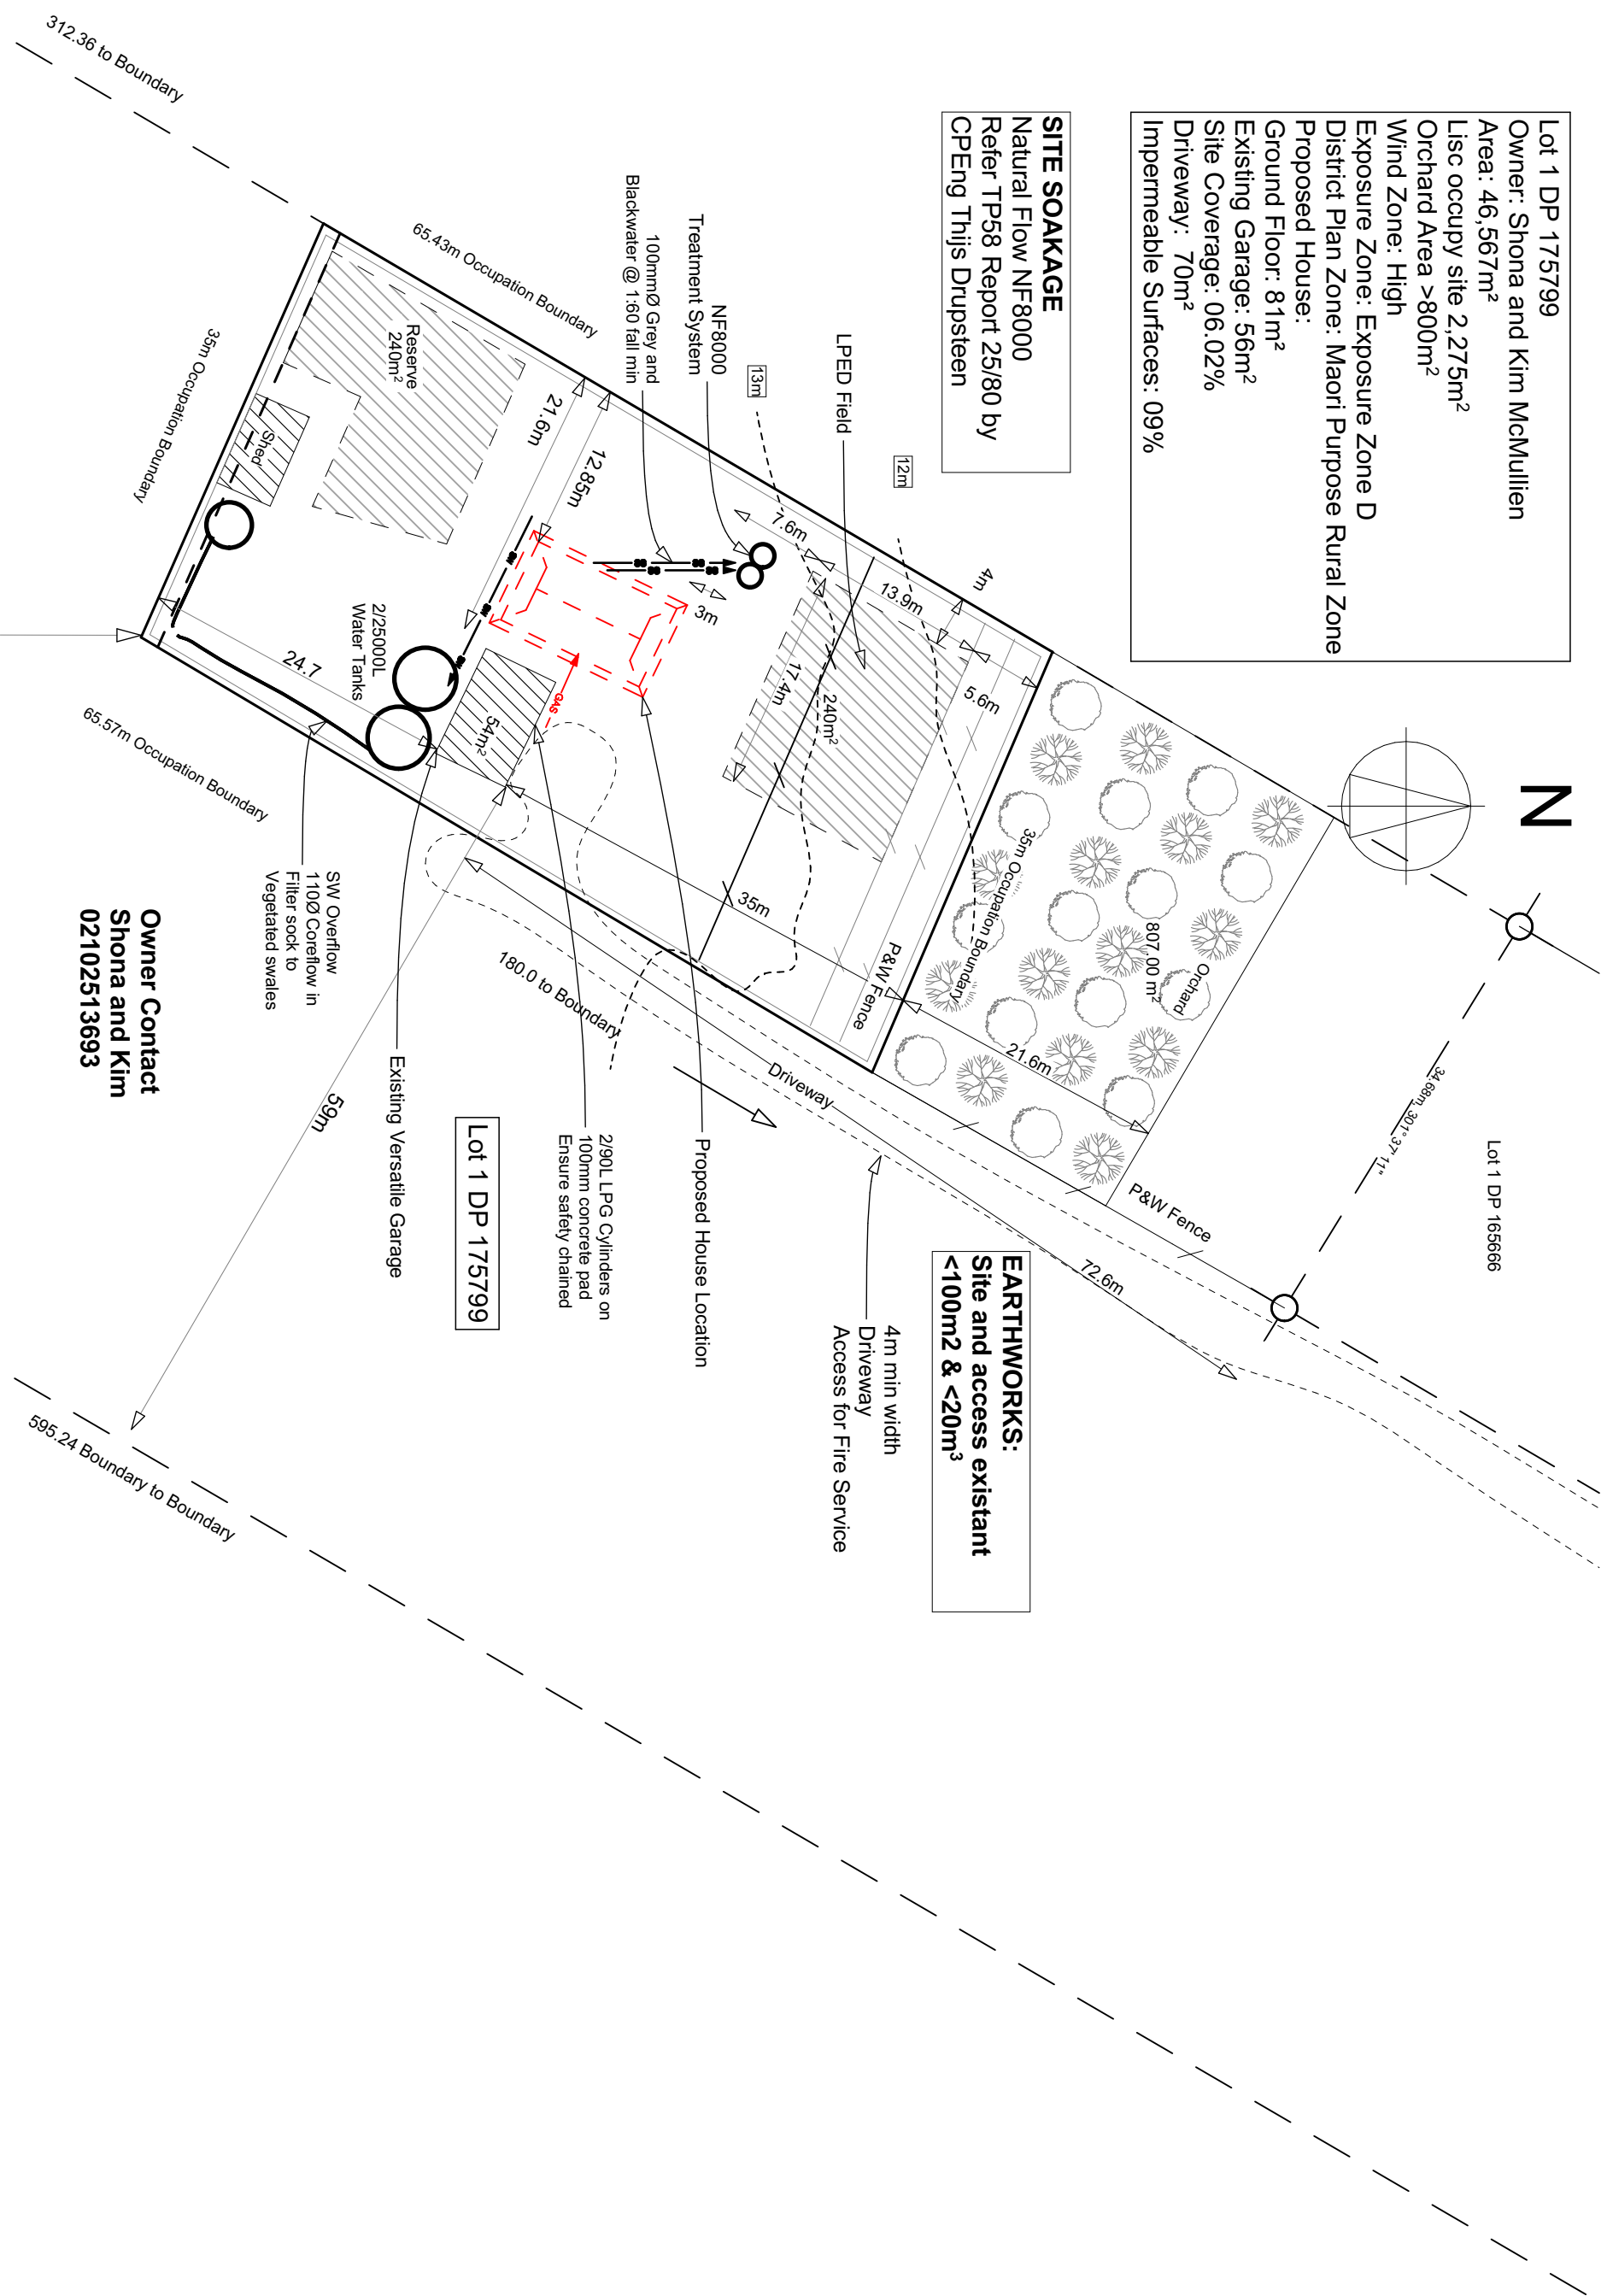 Lot 1 DP 175799
Owner: Shona and Kim McMullien
Area: 46,567m²
Lisc occupy site 2,275m²
Orchard Area >800m²
Wind Zone: High
Exposure Zone: Exposure Zone D
District Plan Zone: Maori Purpose Rural Zone
Proposed House:
Ground Floor: 81m²
Existing Garage: 56m²
Site Coverage: 06.02%
Driveway: 70m²
Impermeable Surfaces: 09%
SITE SOAKAGE
Natural Flow NF8000
Refer TP58 Report 25/80 by
CPEng Thijs Drupsteen
N
Lot 1 DP 165666
34.68m, 301°37'11"
Orchard
807.00 m²
35m Occupation Boundary
21.6m
P&W Fence
P&W Fence
12m
13m
LPED Field
4m
5.6m
13.9m
7.6m
17.4m
240m²
NF8000
Treatment System
100mmØ Grey and
Blackwater @ 1:60 fall min
3m
65.43m Occupation Boundary
312.36 to Boundary
21.6m
12.85m
Reserve
240m²
Shed
35m Occupation Boundary
SW
SW
SW
GAS
54m²
35m
2/25000L
Water Tanks
24.7
65.57m Occupation Boundary
SW Overflow
110Ø Coreflow in
Filter sock to
Vegetated swales
180.0 to Boundary
Driveway
72.6m
EARTHWORKS:
Site and access existant
<100m2 & <20m³
4m min width
Driveway
Access for Fire Service
Proposed House Location
2/90L LPG Cylinders on
100mm concrete pad
Ensure safety chained
Lot 1 DP 175799
Existing Versatile Garage
59m
Owner Contact
Shona and Kim
02102513693
595.24 Boundary to Boundary